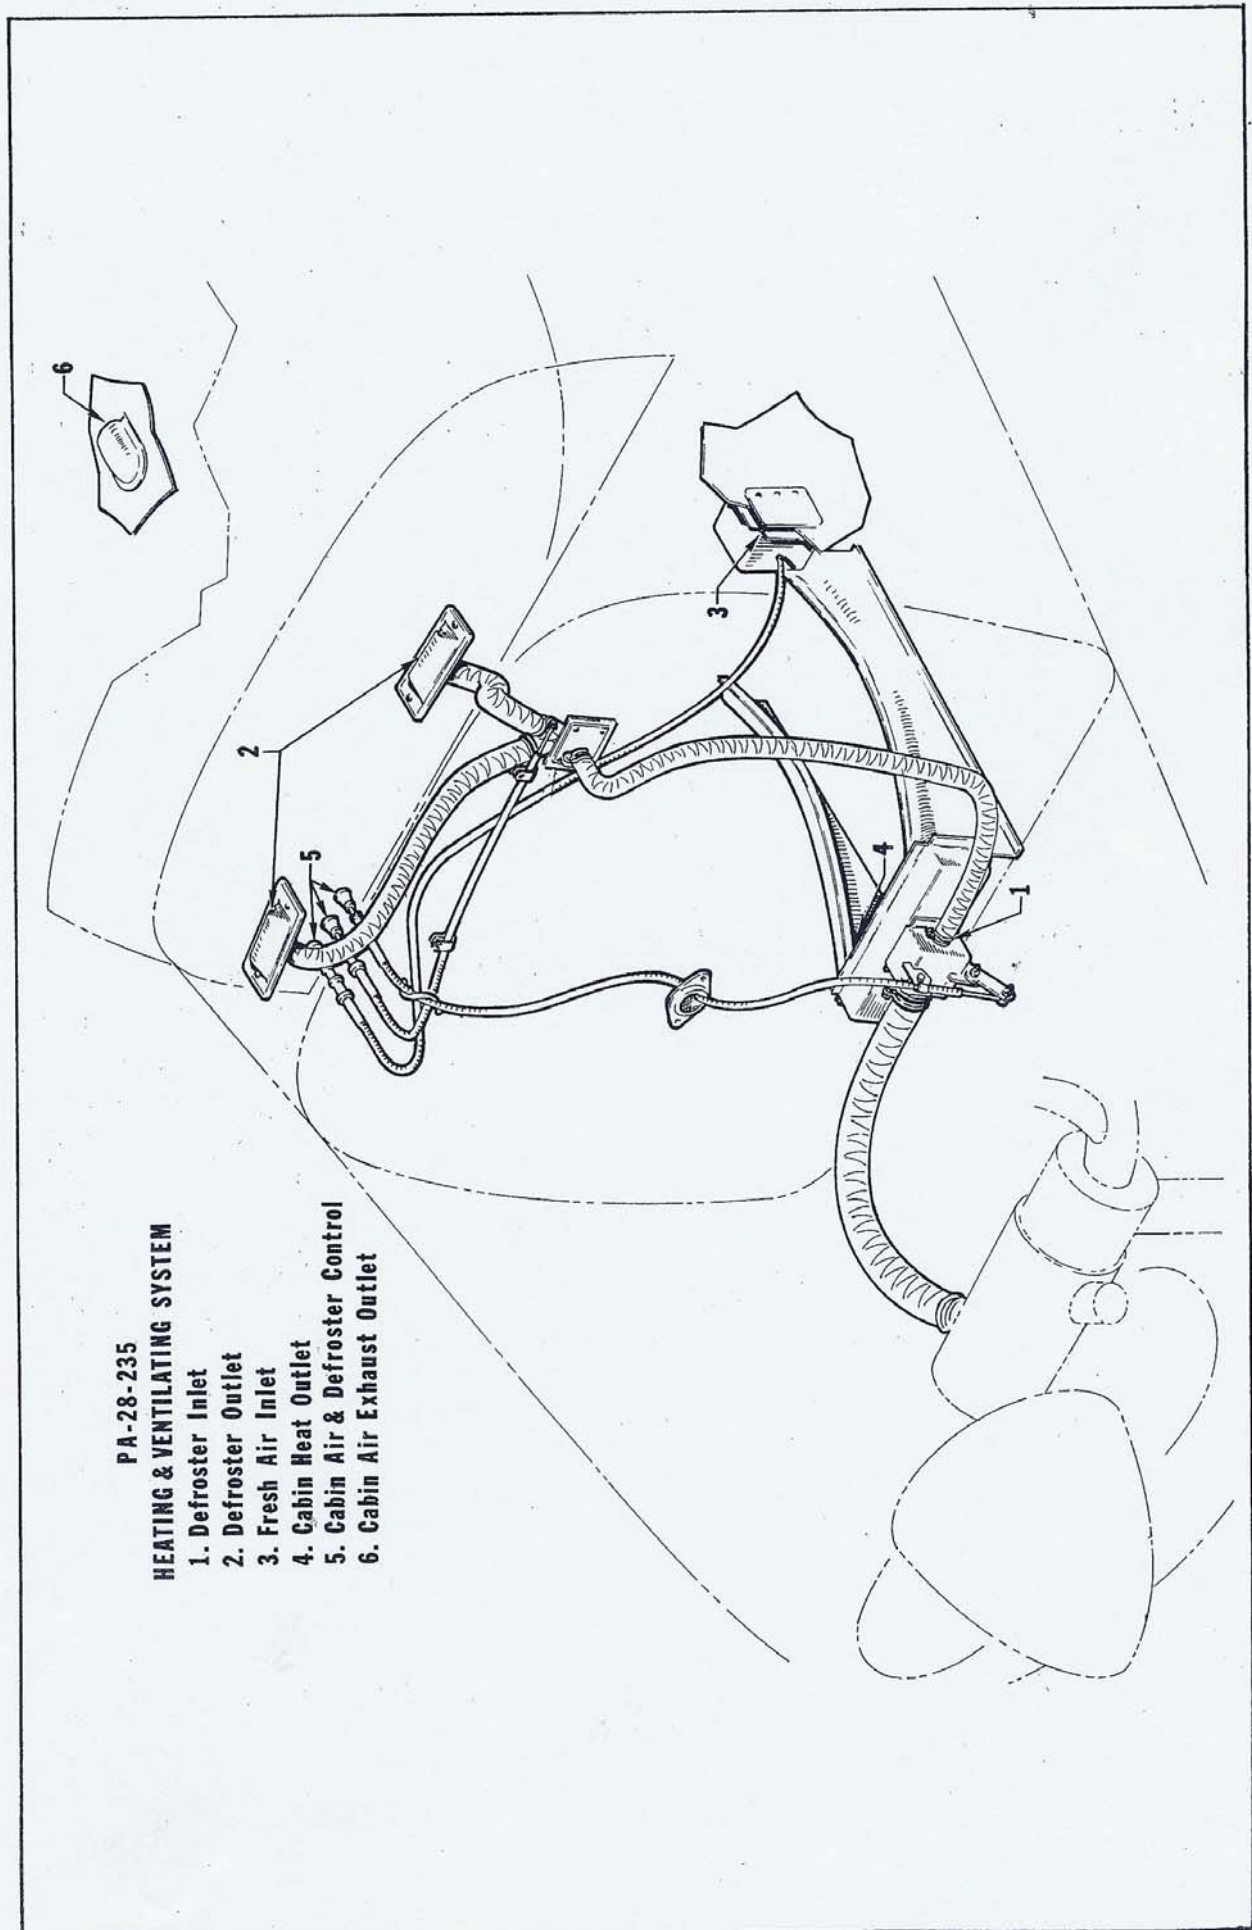 PA-28-235
HEATING & VENTILATING SYSTEM
1. Defroster Inlet
2. Defroster Outlet
3. Fresh Air Inlet
4. Cabin Heat Outlet
5. Cabin Air & Defroster Control
6. Cabin Air Exhaust Outlet
6
2
5
3
4
1